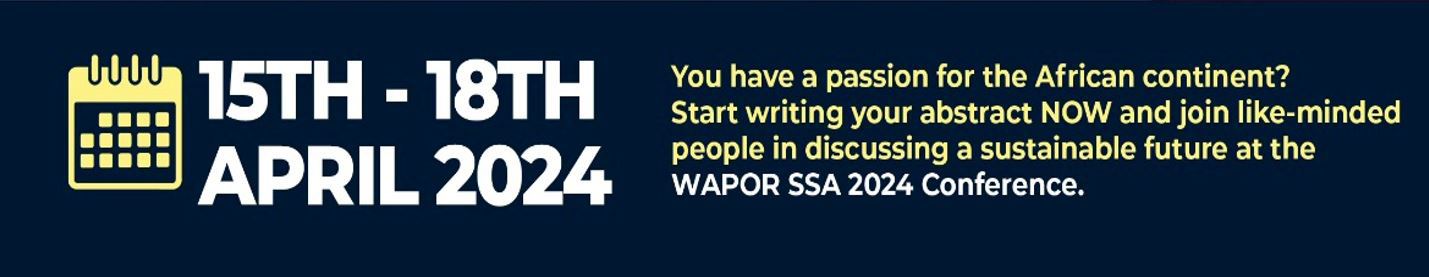 15TH - 18TH
APRIL 2024
You have a passion for the African continent?
Start writing your abstract NOW and join like-minded
people in discussing a sustainable future at the
WAPOR SSA 2024 Conference.